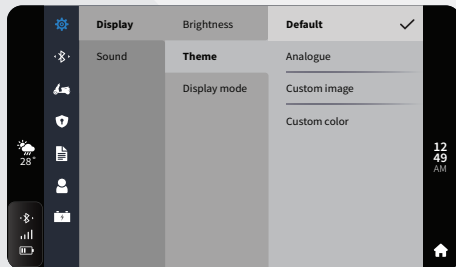 Display
Sound
Brightness
Theme
Display mode
Default
Analogue
Custom image
Custom color
28°
12
49
AM